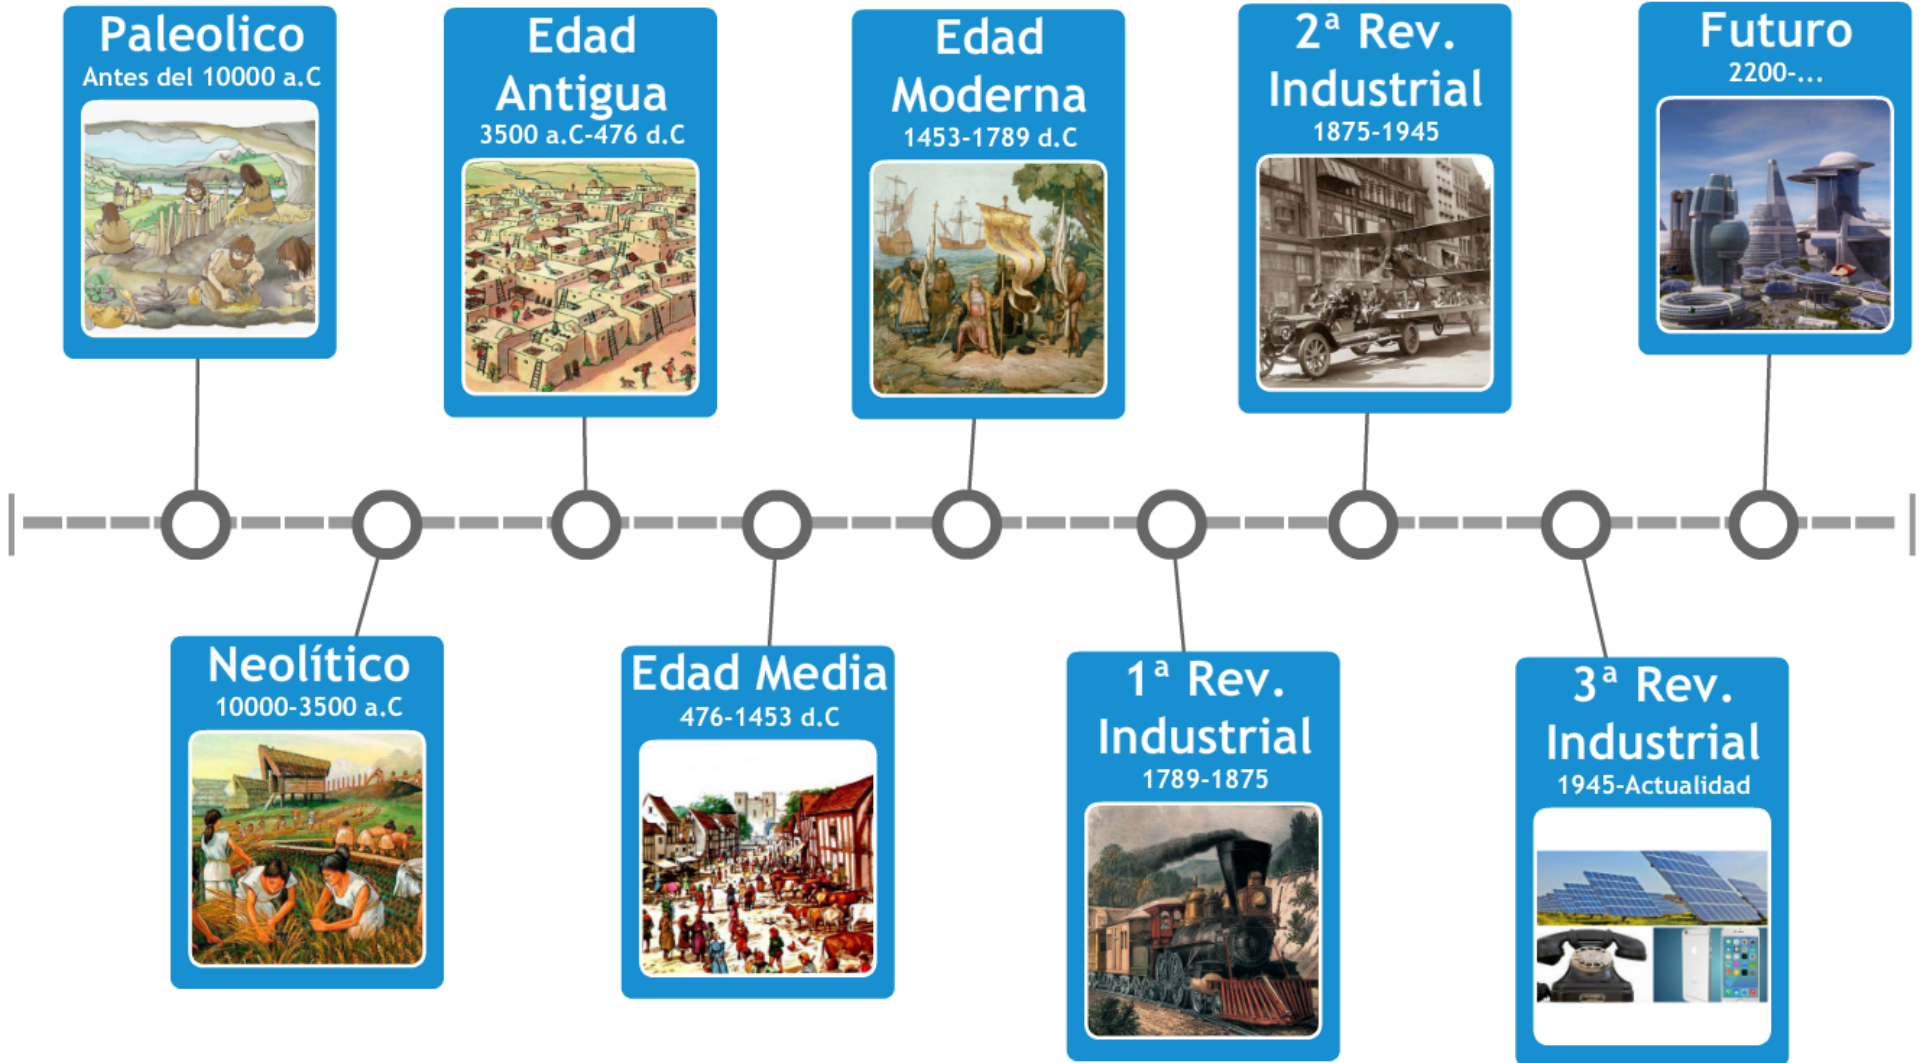 Paleolico
Antes del 10000 a.C
Neolítico
10000-3500 a.C
Edad
Antigua
3500 a.C-476 d.C
Edad Media
476-1453 d.C
Edad
Moderna
1453-1789 d.C
1ª Rev.
Industrial
1789-1875
2ª Rev.
Industrial
1875-1945
3ª Rev.
Industrial
1945-Actualidad
Futuro
2200-...